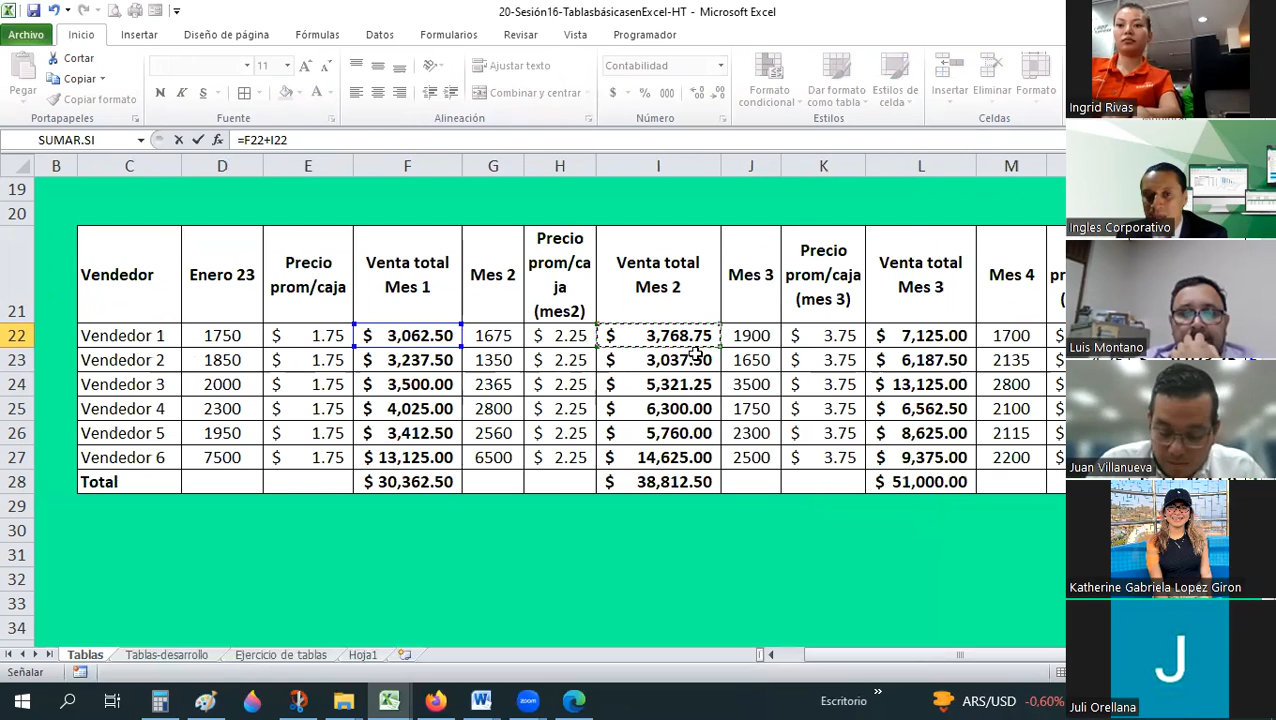 20-Sesión16-TablasbásicasenExcel-HT - Microsoft Excel
Archivo Inicio Insertar Diseño de página Fórmulas Datos Formularios Revisar Vista Programador
Pegar
Cortar
Copiar
Copiar formato
Portapapeles
11
N K S
Fuente
Ajustar texto
Combinar y centrar
Alineación
Contabilidad
$ % 000
Número
Formato condicional
Dar formato como tabla
Estilos de celda
Estilos
Insertar Eliminar Formato
Celdas
SUMAR.SI =F22+I22
B C D E F G H I J K L M
19
20
21 Vendedor Enero 23 Precio prom/caja Venta total Mes 1 Mes 2 Precio prom/caja (mes2) Venta total Mes 2 Mes 3 Precio prom/caja (mes 3) Venta total Mes 3 Mes 4
22 Vendedor 1 1750 $ 1.75 $ 3,062.50 1675 $ 2.25 $ 3,768.75 1900 $ 3.75 $ 7,125.00 1700 $
23 Vendedor 2 1850 $ 1.75 $ 3,237.50 1350 $ 2.25 $ 3,037.50 1650 $ 3.75 $ 6,187.50 2135 $
24 Vendedor 3 2000 $ 1.75 $ 3,500.00 2365 $ 2.25 $ 5,321.25 3500 $ 3.75 $ 13,125.00 2800 $
25 Vendedor 4 2300 $ 1.75 $ 4,025.00 2800 $ 2.25 $ 6,300.00 1750 $ 3.75 $ 6,562.50 2100 $
26 Vendedor 5 1950 $ 1.75 $ 3,412.50 2560 $ 2.25 $ 5,760.00 2300 $ 3.75 $ 8,625.00 2115 $
27 Vendedor 6 7500 $ 1.75 $ 13,125.00 6500 $ 2.25 $ 14,625.00 2500 $ 3.75 $ 9,375.00 2200 $
28 Total $ 30,362.50 $ 38,812.50 $ 51,000.00
29
30
31
32
33
34
Tablas Tablas-desarrollo Ejercicio de tablas Hoja1
Señalar
Escritorio
ARS/USD -0,60%
zoom
Ingrid Rivas
Ingles Corporativo
Luis Montano
Juan Villanueva
Katherine Gabriela Lopez Giron
J
Juli Orellana